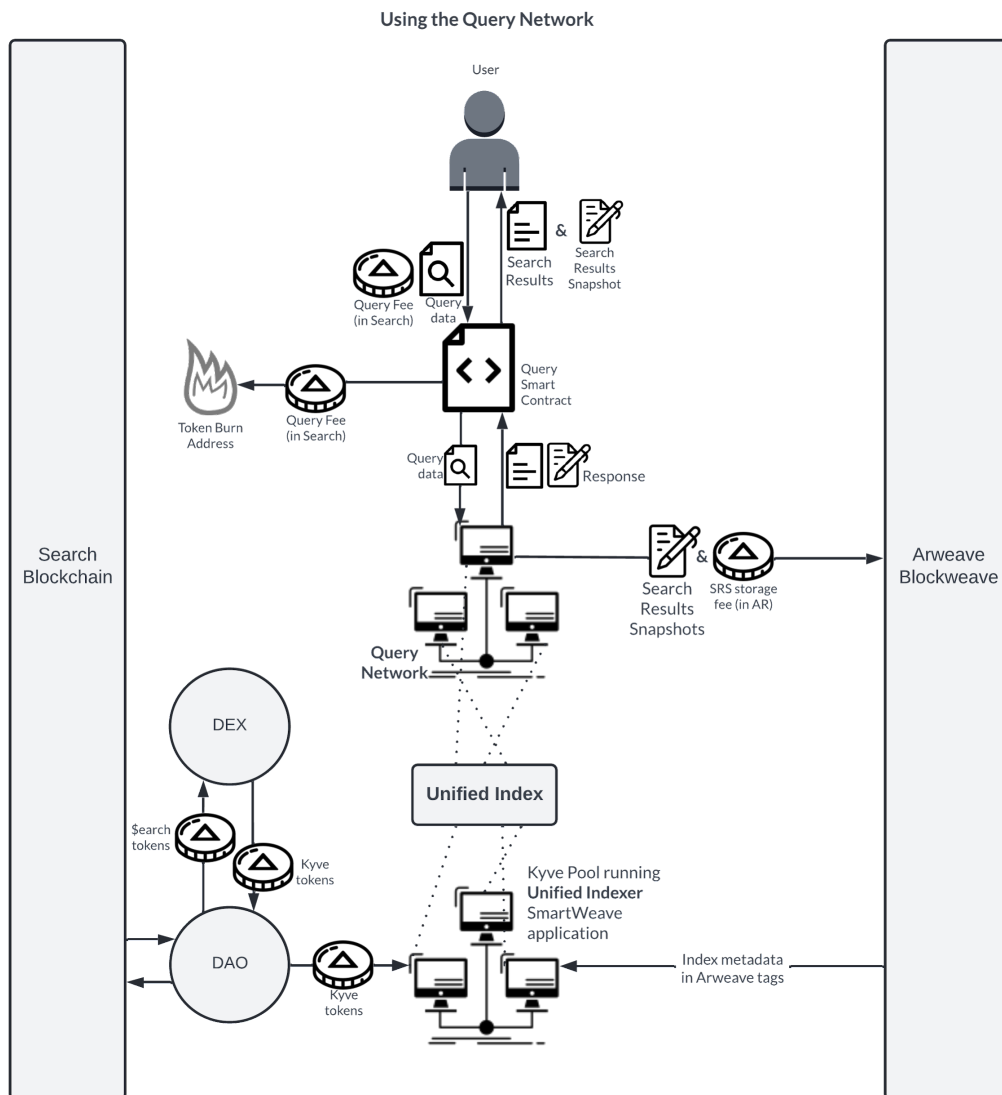 Using the Query Network
User
&
Search
Results
Search
Results
Snapshot
Query Fee
(in Search)
Query
data
Query
Smart
Contract
Token Burn
Address
Query Fee
(in Search)
Query
data
Response
Search
Blockchain
Arweave
Blockweave
&
Search
Results
Snapshots
SRS storage
fee (in AR)
Query
Network
DEX
Unified Index
$earch
tokens
Kyve
tokens
Kyve Pool running
Unified Indexer
SmartWeave
application
DAO
Kyve
tokens
Index metadata
in Arweave tags